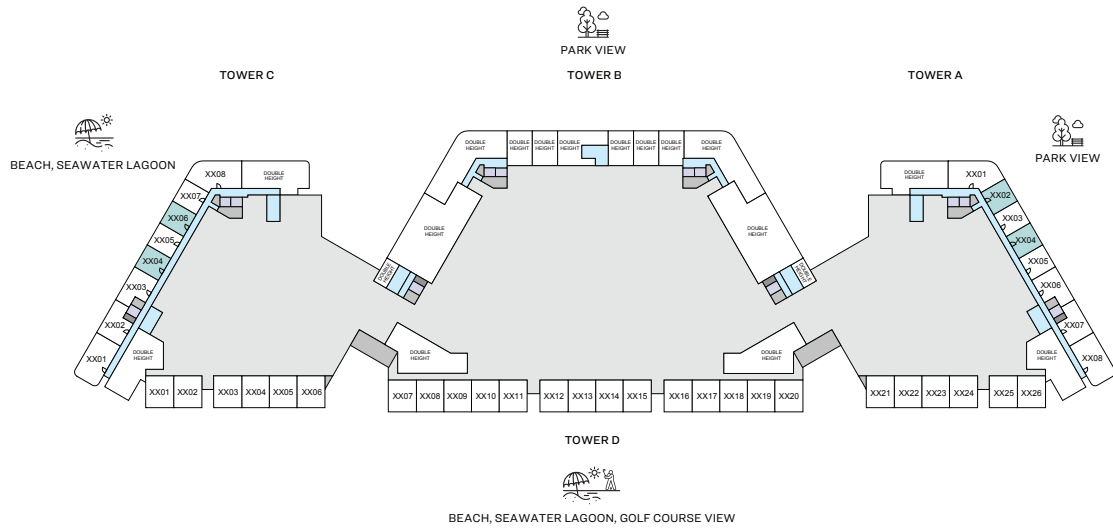 PARK VIEW
TOWER C
TOWER B
TOWER A
BEACH, SEAWATER LAGOON
PARK VIEW
DOUBLE HEIGHT
DOUBLE HEIGHT
DOUBLE HEIGHT
DOUBLE HEIGHT
DOUBLE HEIGHT
DOUBLE HEIGHT
DOUBLE HEIGHT
DOUBLE HEIGHT
XX08
DOUBLE HEIGHT
XX07
XX06
XX05
XX04
XX03
XX02
XX01
DOUBLE HEIGHT
DOUBLE HEIGHT
DOUBLE HEIGHT
DOUBLE HEIGHT
DOUBLE HEIGHT
DOUBLE HEIGHT
DOUBLE HEIGHT
DOUBLE HEIGHT
XX01
XX02
XX03
XX04
XX05
XX06
XX07
XX08
DOUBLE HEIGHT
XX01 XX02 XX03 XX04 XX05 XX06 XX07 XX08 XX09 XX10 XX11 XX12 XX13 XX14 XX15 XX16 XX17 XX18 XX19 XX20 XX21 XX22 XX23 XX24 XX25 XX26
TOWER D
BEACH, SEAWATER LAGOON, GOLF COURSE VIEW